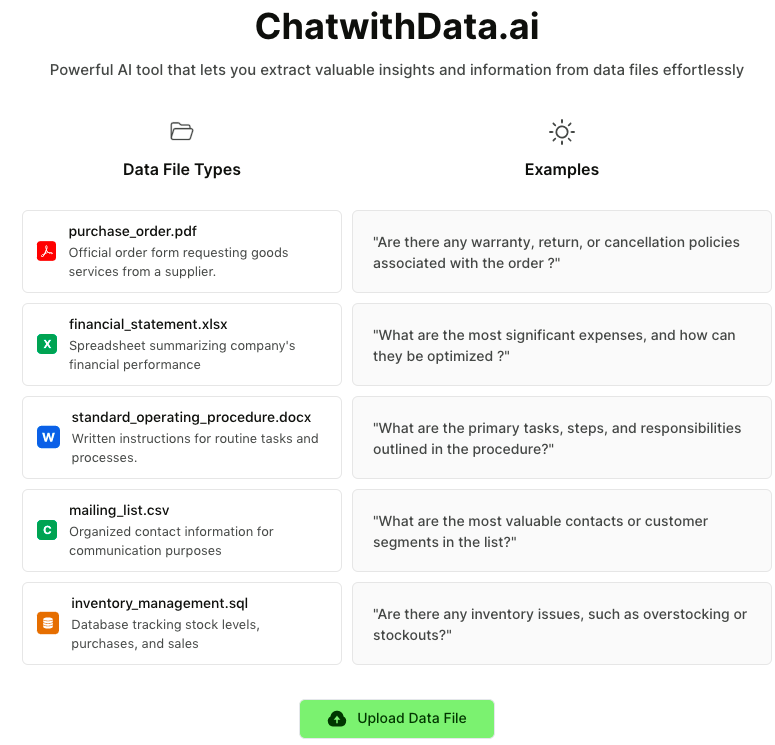 ChatwithData.ai
Powerful AI tool that lets you extract valuable insights and information from data files effortlessly
Data File Types
Examples
purchase_order.pdf
Official order form requesting goods
services from a supplier.
"Are there any warranty, return, or cancellation policies
associated with the order ?"
X
financial_statement.xlsx
Spreadsheet summarizing company's
financial performance
"What are the most significant expenses, and how can
they be optimized ?"
W
standard_operating_procedure.docx
Written instructions for routine tasks and
processes.
"What are the primary tasks, steps, and responsibilities
outlined in the procedure?"
C
mailing_list.csv
Organized contact information for
communication purposes
"What are the most valuable contacts or customer
segments in the list?"
inventory_management.sql
Database tracking stock levels,
purchases, and sales
"Are there any inventory issues, such as overstocking or
stockouts?"
Upload Data File